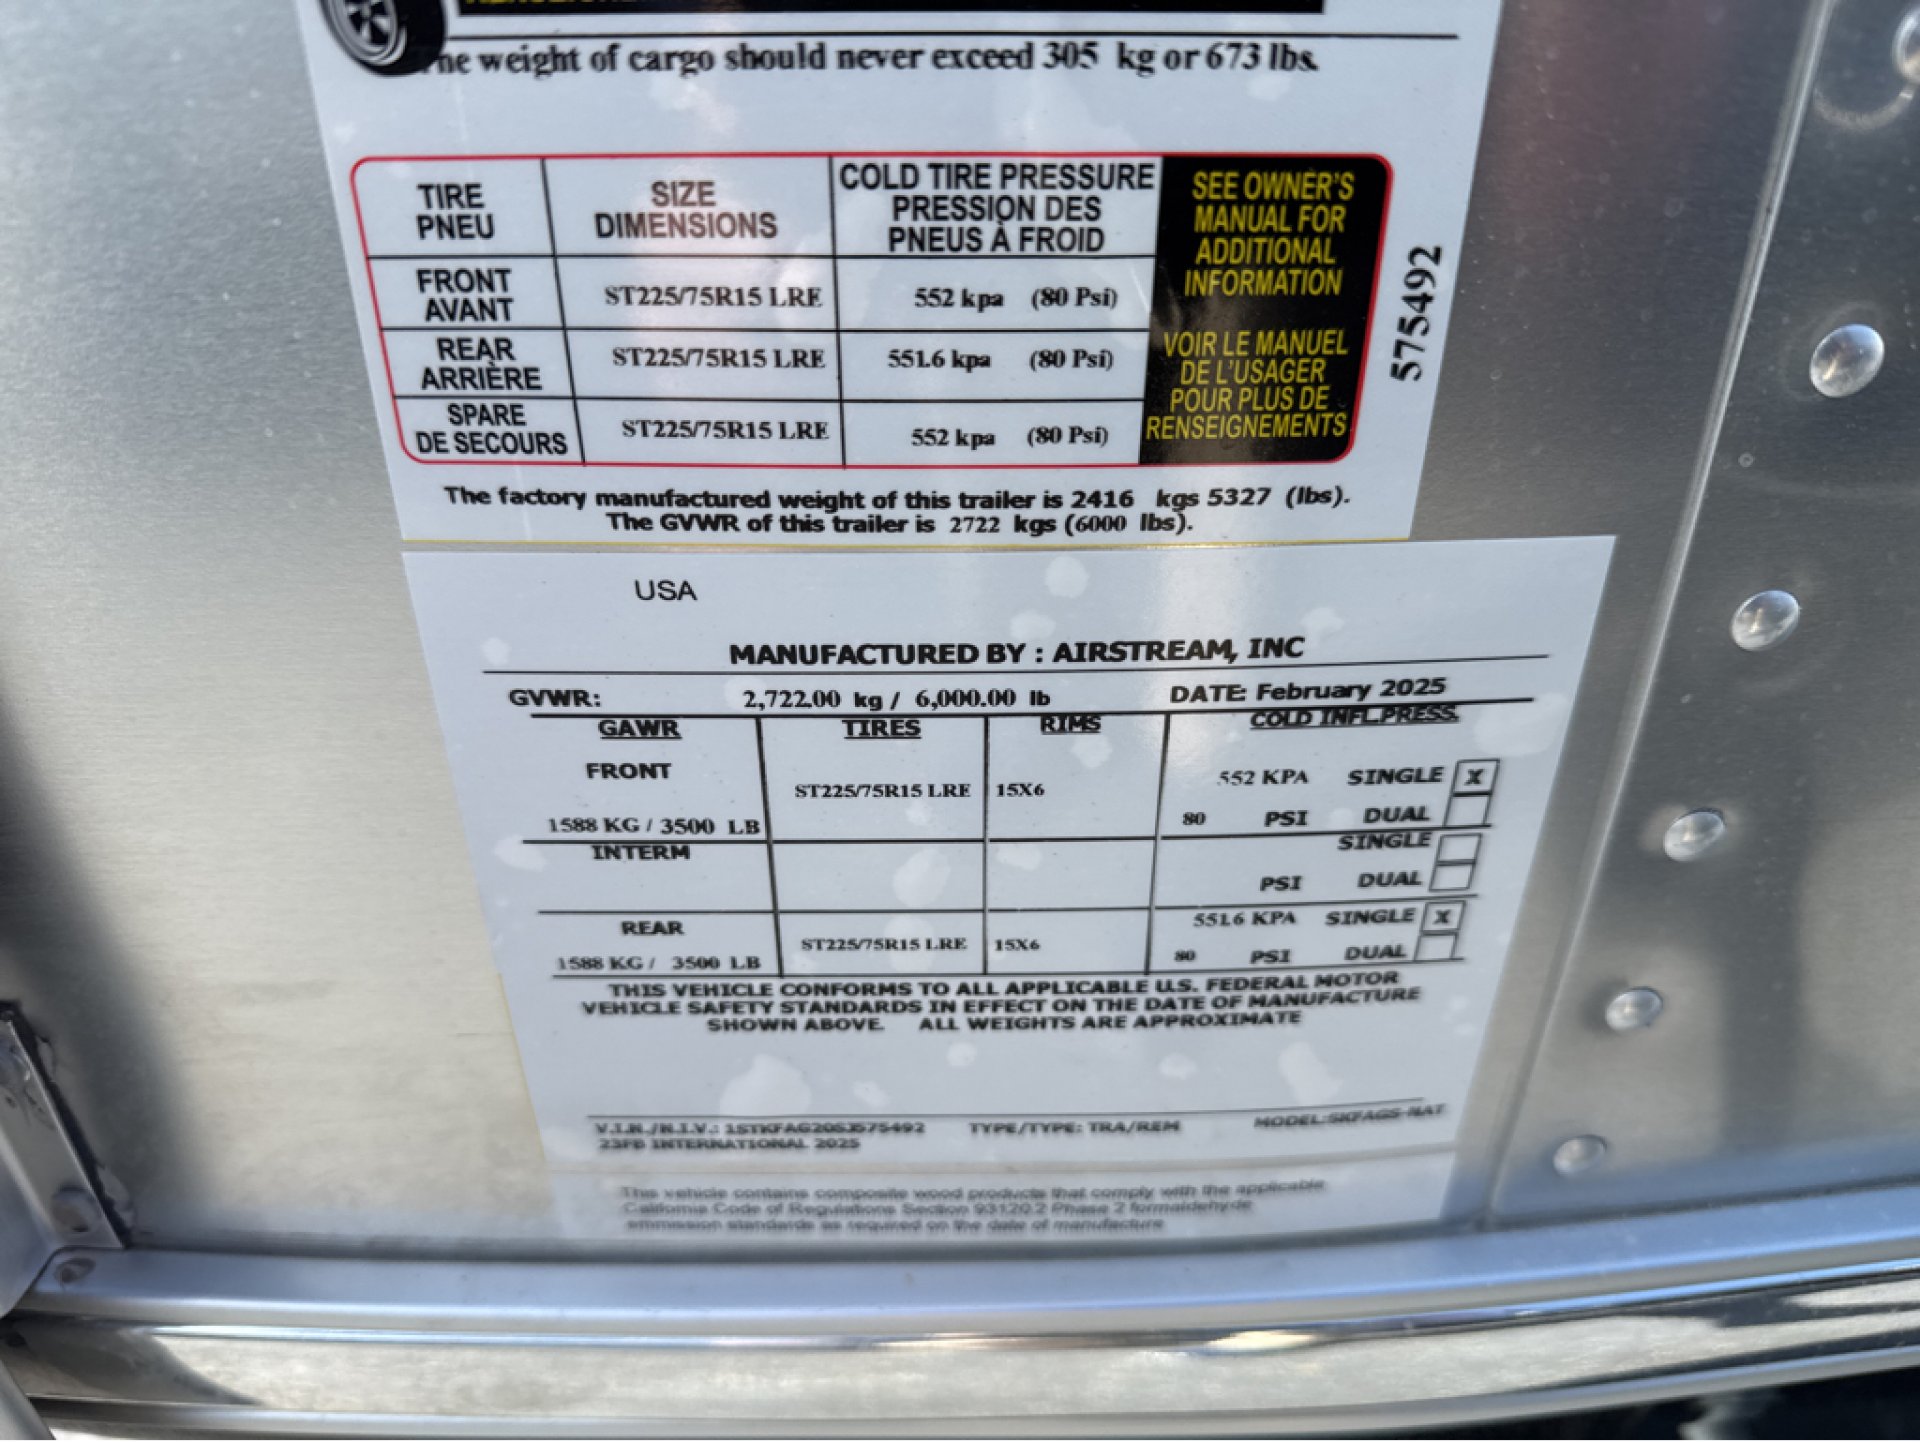 he weight of cargo should never exceed 305 kg or 673 lbs.
TIRE
PNEU
SIZE
DIMENSIONS
COLD TIRE PRESSURE
PRESSION DES
PNEUS À FROID
SEE OWNER'S
MANUAL FOR
ADDITIONAL
INFORMATION
VOIR LE MANUEL
DE L'USAGER
POUR PLUS DE
RENSEIGNEMENTS
FRONT
AVANT
ST225/75R15 LRE
552 kpa (80 Psi)
REAR
ARRIÈRE
ST225/75R15 LRE
551.6 kpa (80 Psi)
SPARE
DE SECOURS
ST225/75R15 LRE
552 kpa (80 Psi)
575492
The factory manufactured weight of this trailer is 2416 kgs 5327 (lbs).
The GVWR of this trailer is 2722 kgs (6000 lbs).
USA
MANUFACTURED BY : AIRSTREAM, INC
GVWR: 2,722.00 kg / 6,000.00 lb DATE: February 2025
GAWR TIRES RIMS COLD INFL.PRESS.
FRONT
1588 KG / 3500 LB
ST225/75R15 LRE
15X6
552 KPA SINGLE X
80 PSI DUAL
INTERM
SINGLE
PSI DUAL
REAR
1588 KG / 3500 LB
ST225/75R15 LRE
15X6
551.6 KPA SINGLE X
80 PSI DUAL
THIS VEHICLE CONFORMS TO ALL APPLICABLE U.S. FEDERAL MOTOR
VEHICLE SAFETY STANDARDS IN EFFECT ON THE DATE OF MANUFACTURE
SHOWN ABOVE. ALL WEIGHTS ARE APPROXIMATE
V.I.N./N.I.V.: 1STKFAG20SJ575492 TYPE/TYPE: TRA/REM MODEL:
23FB INTERNATIONAL 2025
This vehicle contains composite wood products that comply with the applicable
California Code of Regulations Section 93120.2 Phase 2 formaldehyde
emmission standards as required on the date of manufacture